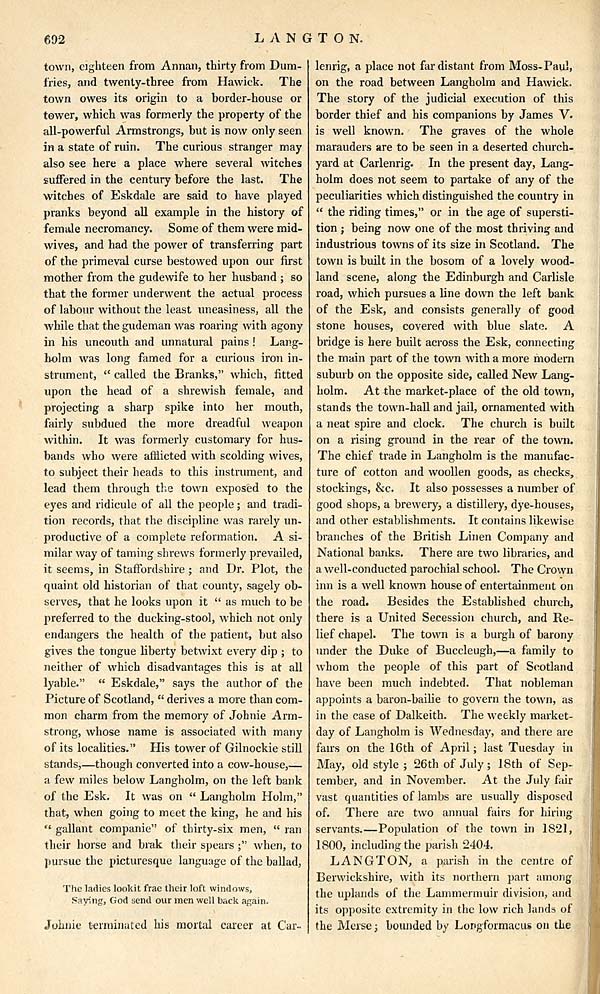 692
LANGTON.
town, eighteen from Annan, thirty from Dum-
fries, and twenty-three from Hawick. The
town owes its origin to a border-house or
tower, which was formerly the property of the
all-powerful Armstrongs, but is now only seen
in a state of ruin. The curious stranger may
also see here a place where several witches
suffered in the century before the last. The
witches of Eskdale are said to have played
pranks beyond all example in the history of
female necromancy. Some of them were mid-
wives, and had the power of transferring part
of the primeval curse bestowed upon our first
mother from the gudewife to her husband ; so
that the former underwent the actual process
of labour without the least uneasiness, all the
while that the gudeman was roaring with agony
in his uncouth and unnatural pains! Lang-
holm was long famed for a curious iron in-
strument, “ called the Branks,” which, fitted
upon the head of a shrewish female, and
projecting a sharp spike into her mouth,
fairly subdued the more dreadful weapon
within. It was formerly customary for hus-
bands who were afflicted with scolding wives,
to subject their heads to this instrument, and
lead them through the town exposed to the
eyes and ridicule of all the people ; and tradi-
tion records, that the discipline was rarely un-
productive of a complete reformation. A si-
milar way of taming shrews formerly prevailed,
it seems, in Staffordshire ; and Dr. Plot, the
quaint old historian of that county, sagely ob-
serves, that he looks upon it “ as much to be
preferred to the ducking-stool, which not only
endangers the health of the patient, but also
gives the tongue liberty betwixt every dip ; to
neither of which disadvantages this is at all
lyable.” “ Eskdale,” says the author of the
Picture of Scotland, “ derives a more than com-
mon charm from the memory of Johnie Arm-
strong, whose name is associated with many
of its localities.” His tower of Gilnockie still
stands,—though converted into a cow-house,—
a few miles below Langholm, on the left bank
of the Esk. It was on “ Langholm Holm,”
that, when going to meet the king, he and his
“ gallant companie” of thirty-six men, “ ran
their horse and brak their spears ;” when, to
pursue the picturesque language of the ballad,
The ladies lookit frae their loft windows,
Saying, God send our men well back again.
Johnie terminated his mortal career at Car-
lenrig, a place not far distant from Moss-Paul,
on the road between Langholm and Hawick.
The story of the judicial execution of this
border thief and his companions by James V.
is well known. The graves of the whole
marauders are to be seen in a deserted church-
yard at Carlenrig. In the present day, Lang-
holm does not seem to partake of any of the
peculiarities which distinguished the country in
“ the riding times,” or in the age of supersti-
tion ; being now one of the most thriving and
industrious towns of its size in Scotland. The
town is built in the bosom of a lovely wood-
land scene, along the Edinburgh and Carlisle
road, which pursues a line down the left bank
of the Esk, and consists generally of good
stone houses, covered with blue slate. A
bridge is here built across the Esk, connecting
the main part of the town with a more modern
suburb on the opposite side, called New Lang-
holm. At the market-place of the old town,
stands the town-hall and jail, ornamented with
a neat spire and clock. The church is built
on a rising ground in the rear of the town.
The chief trade in Langholm is the manufac-
ture of cotton and woollen goods, as checks,
stockings, &c. It also possesses a number of
good shops, a brewery, a distillery, dye-houses,
and other establishments. It contains likewise
branches of the British Linen Company and
National banks. There are two libraries, and
a well-conducted parochial school. The Crown
inn is a well known house of entertainment on
the road. Besides the Established church,
there is a United Secession church, and Re-
lief chapel. The town is a burgh of barony
under the Duke of Buccleugh,—a family to
whom the people of this part of Scotland
have been much indebted. That nobleman
appoints a baron-bailie to govern the town, as
in the case of Dalkeith. The weekly market-
day of Langholm is Wednesday, and there are
fairs on the 16th of April ; last Tuesday in
May, old style ; 26th of July ; 18th of Sep-
tember, and in November. At the July fair
vast quantities of lambs are usually disposed
of. There are two annual fairs for hiring
servants.—Population of the town in 1821,
1800, including the parish 2404.
LANGTON, a parish in the centre of
Berwickshire, with its northern part among
the uplands of the Lammermuir division, and
its opposite extremity in the low rich lands of
the Merse ; bounded by Longformacus on the